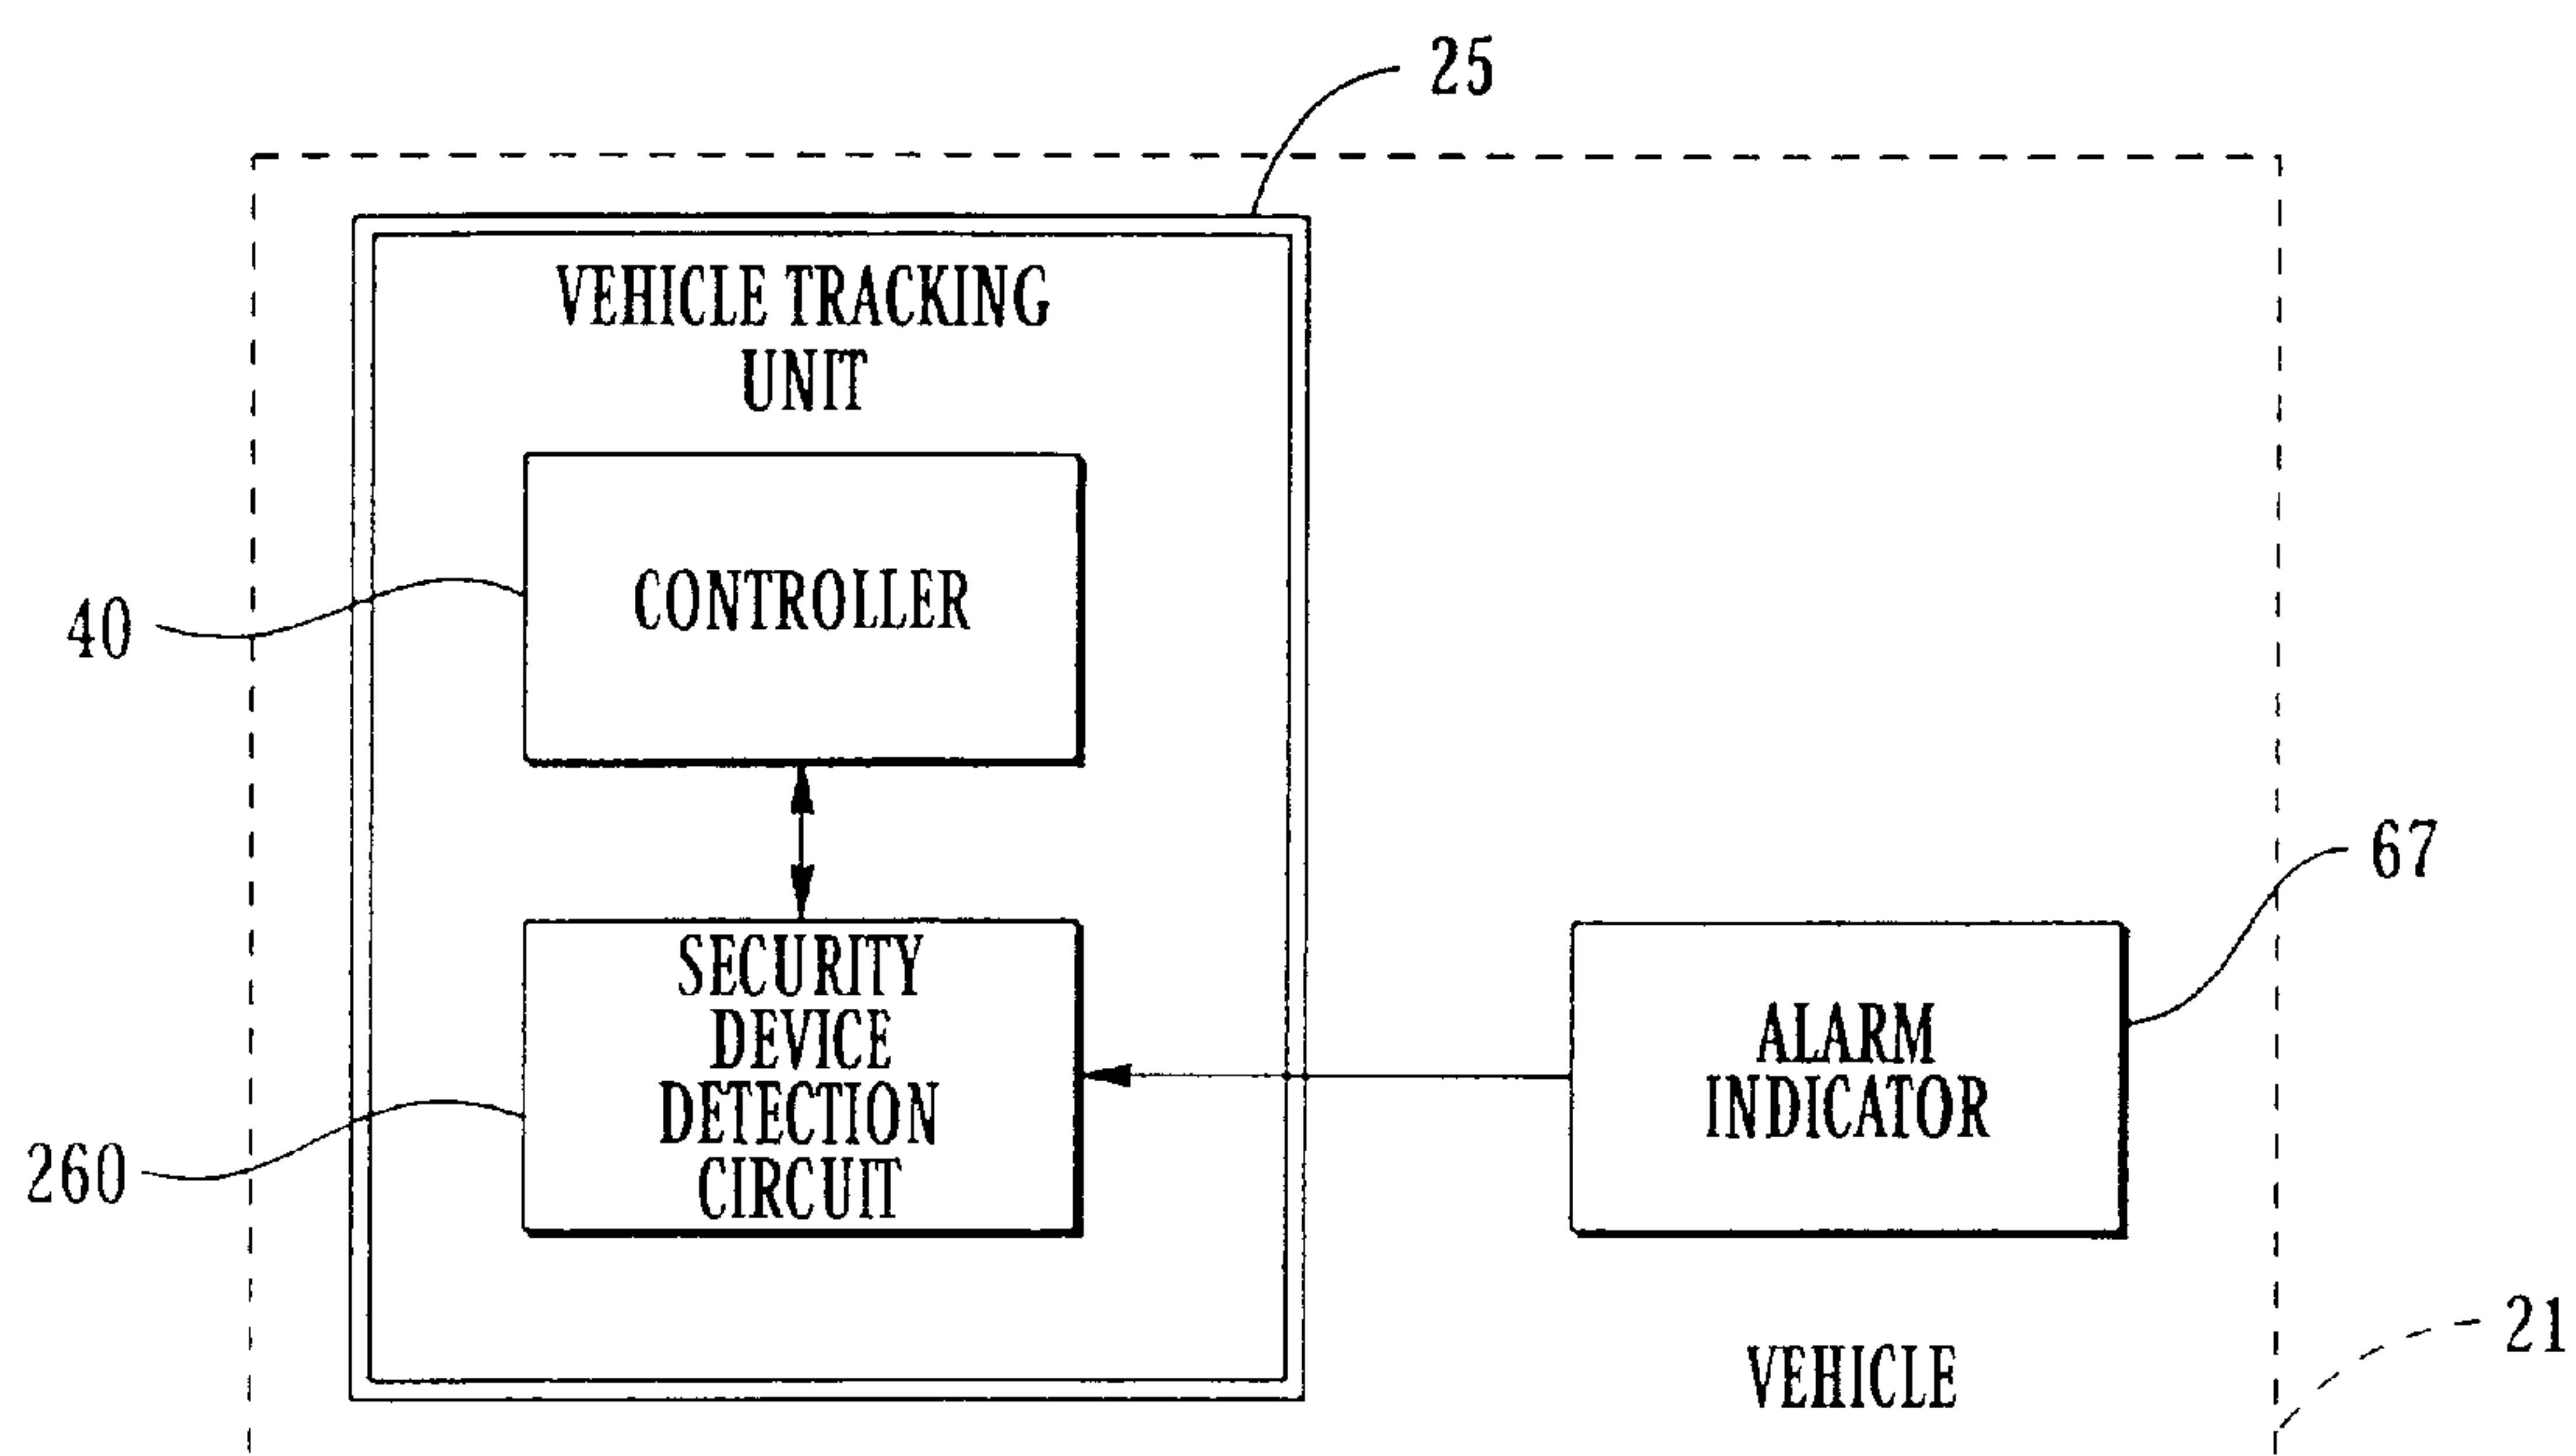 25
VEHICLE TRACKING
UNIT
CONTROLLER
40
67
SECURITY
DEVICE
DETECTION
CIRCUIT
ALARM
INDICATOR
260
21
VEHICLE